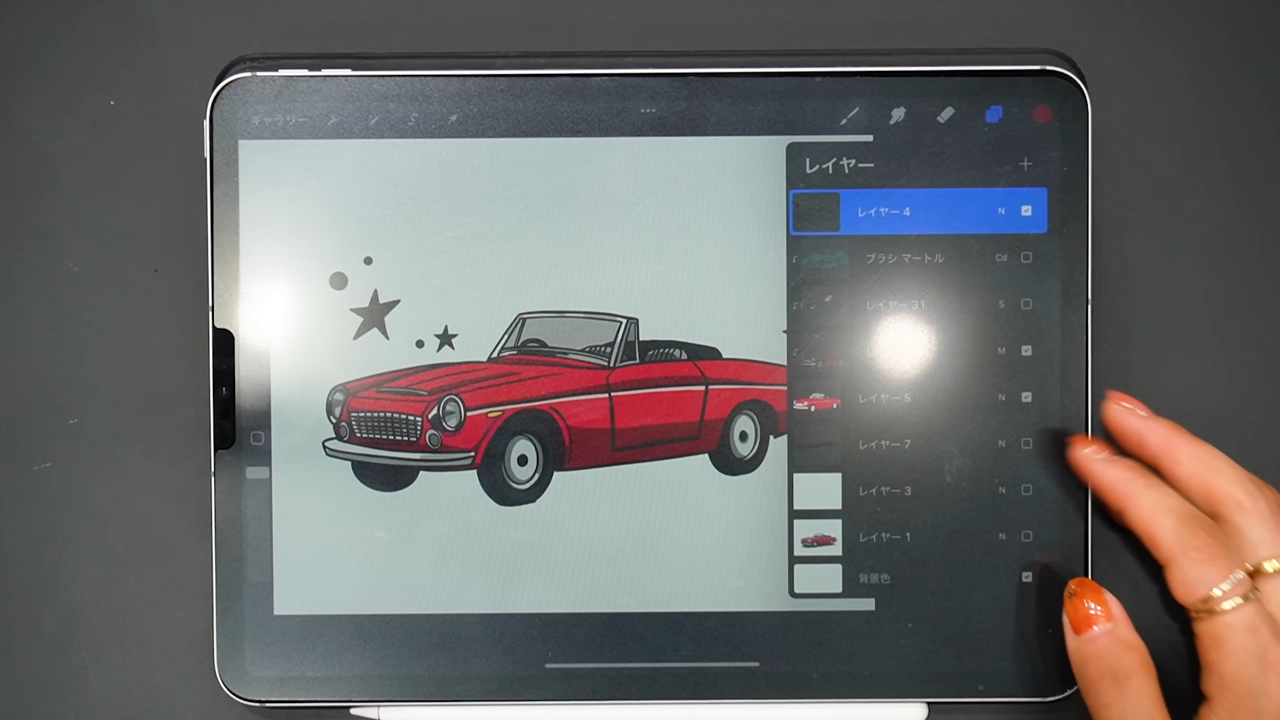 ギャラリー
レイヤー
レイヤー 4 N
ブラシ マートル Cd
レイヤー 31 S
M
レイヤー 5 N
レイヤー 7 N
レイヤー 3 N
レイヤー 1 N
背景色